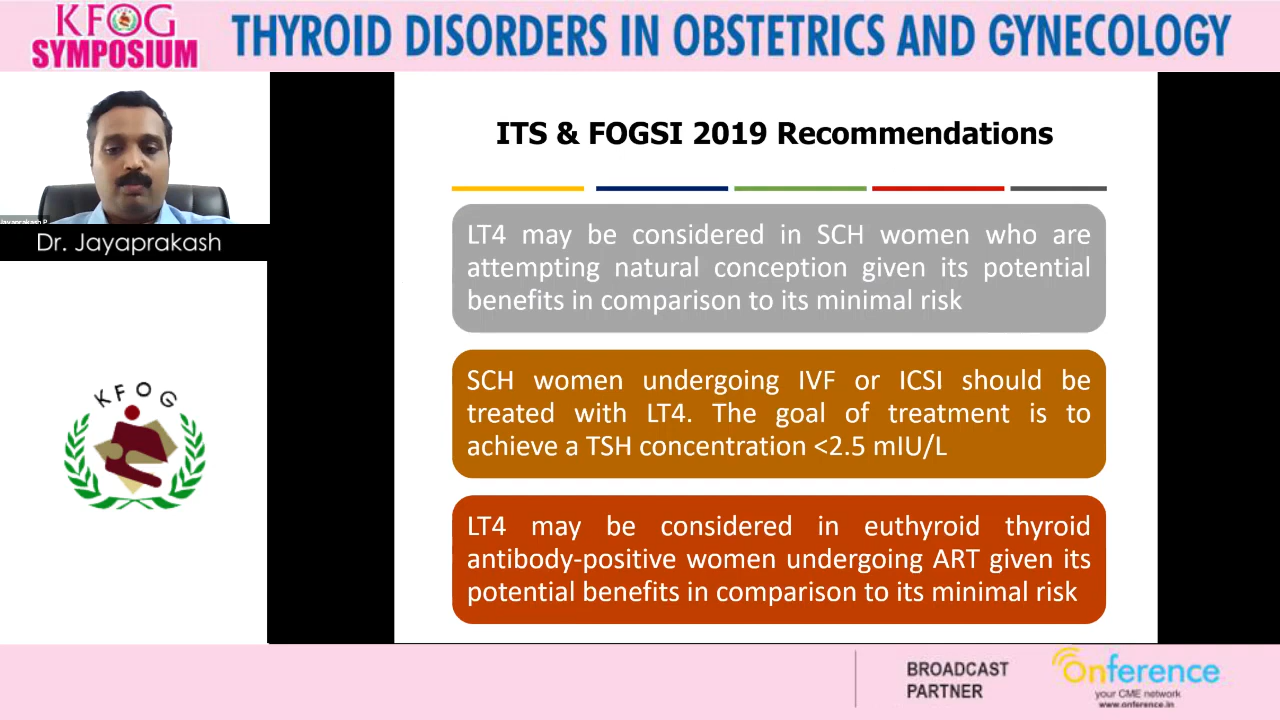 KFOG
SYMPOSIUM
THYROID DISORDERS IN OBSTETRICS AND GYNECOLOGY
Jayaprakash P
Dr. Jayaprakash
KFOG
ITS & FOGSI 2019 Recommendations
LT4 may be considered in SCH women who are
attempting natural conception given its potential
benefits in comparison to its minimal risk
SCH women undergoing IVF or ICSI should be
treated with LT4. The goal of treatment is to
achieve a TSH concentration <2.5 mIU/L
LT4 may be considered in euthyroid thyroid
antibody-positive women undergoing ART given its
potential benefits in comparison to its minimal risk
BROADCAST
PARTNER
Onference
your CME network
www.onference.in